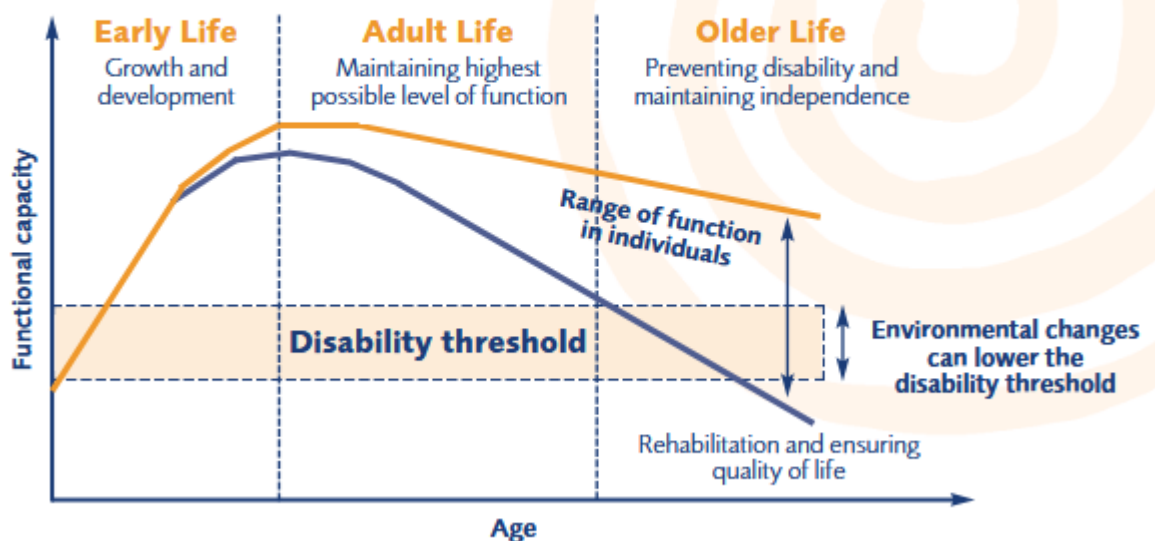 Early Life
Growth and
development
Adult Life
Maintaining highest
possible level of function
Older Life
Preventing disability and
maintaining independence
Functional capacity
Range of function
in individuals
Disability threshold
Environmental changes
can lower the
disability threshold
Rehabilitation and ensuring
quality of life
Age